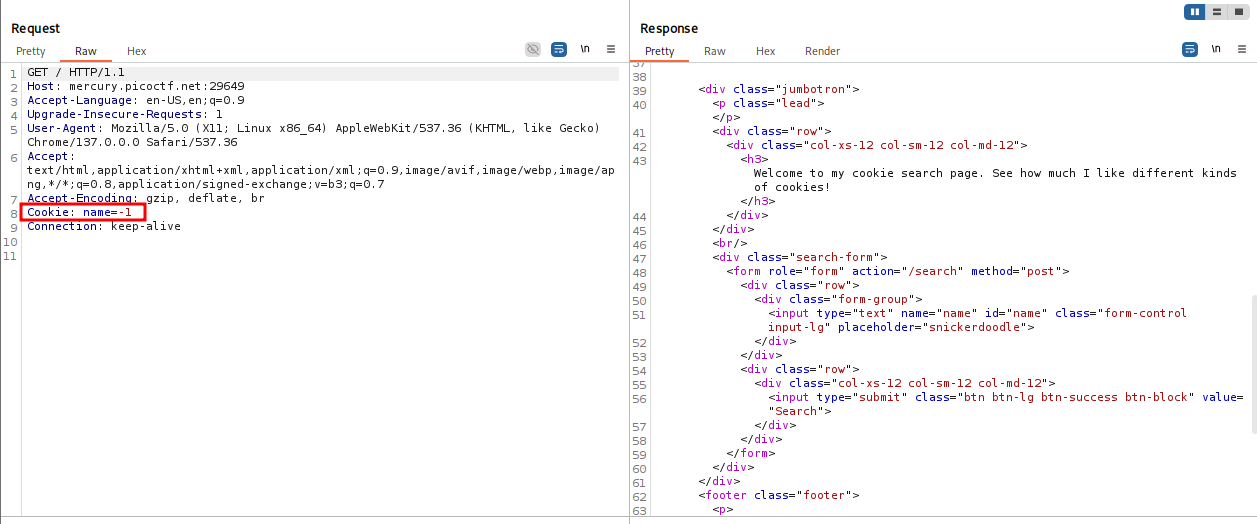 Request
Pretty Raw Hex
\n
1 GET / HTTP/1.1
2 Host: mercury.picoctf.net:29649
3 Accept-Language: en-US,en;q=0.9
4 Upgrade-Insecure-Requests: 1
5 User-Agent: Mozilla/5.0 (X11; Linux x86_64) AppleWebKit/537.36 (KHTML, like Gecko)
Chrome/137.0.0.0 Safari/537.36
6 Accept:
text/html,application/xhtml+xml,application/xml;q=0.9,image/avif,image/webp,image/ap
ng,*/*;q=0.8,application/signed-exchange;v=b3;q=0.7
7 Accept-Encoding: gzip, deflate, br
8 Cookie: name=-1
9 Connection: keep-alive
10
11
Response
Pretty Raw Hex Render
\n
37
38
39 <div class="jumbotron">
40 <p class="lead">
</p>
41 <div class="row">
42 <div class="col-xs-12 col-sm-12 col-md-12">
43 <h3>
Welcome to my cookie search page. See how much I like different kinds
of cookies!
</h3>
44 </div>
45 </div>
46 <br/>
47 <div class="search-form">
48 <form role="form" action="/search" method="post">
49 <div class="row">
50 <div class="form-group">
51 <input type="text" name="name" id="name" class="form-control
input-lg" placeholder="snickerdoodle">
52 </div>
53 </div>
54 <div class="row">
55 <div class="col-xs-12 col-sm-12 col-md-12">
56 <input type="submit" class="btn btn-lg btn-success btn-block" value=
"Search">
57 </div>
58 </div>
59 </form>
60 </div>
61 </div>
62 <footer class="footer">
63 <p>